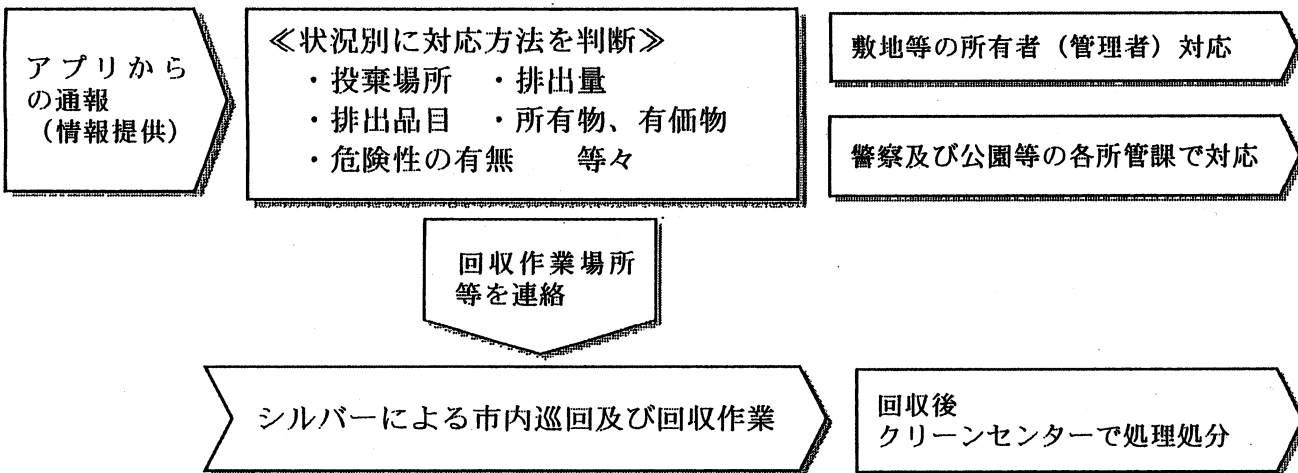 アプリから
の通報
（情報提供）
≪状況別に対応方法を判断≫
・投棄場所　・排出量
・排出品目　・所有物、有価物
・危険性の有無　　等々
敷地等の所有者（管理者）対応
警察及び公園等の各所管課で対応
回収作業場所
等を連絡
シルバーによる市内巡回及び回収作業
回収後
クリーンセンターで処理処分